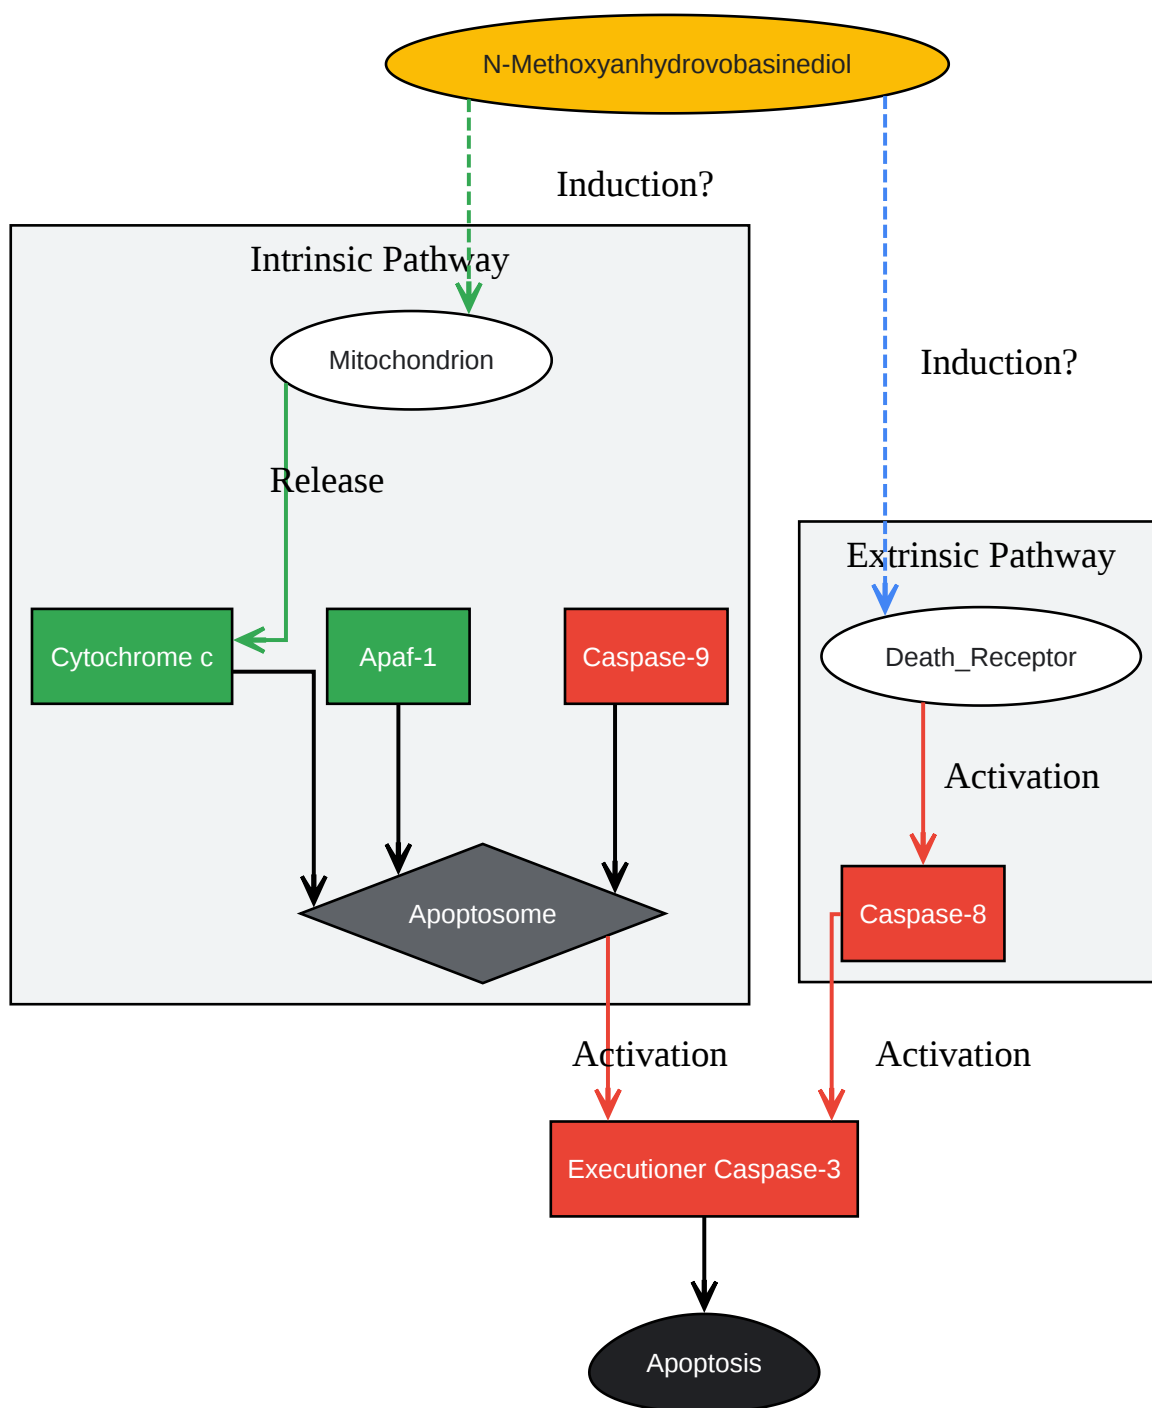 N-Methoxyanhydrovobasinediol
Induction?
Intrinsic Pathway
Mitochondrion
Induction?
Release
Extrinsic Pathway
Cytochrome c
Apaf-1
Caspase-9
Death_Receptor
Activation
Apoptosome
Caspase-8
Activation
Activation
Executioner Caspase-3
Apoptosis